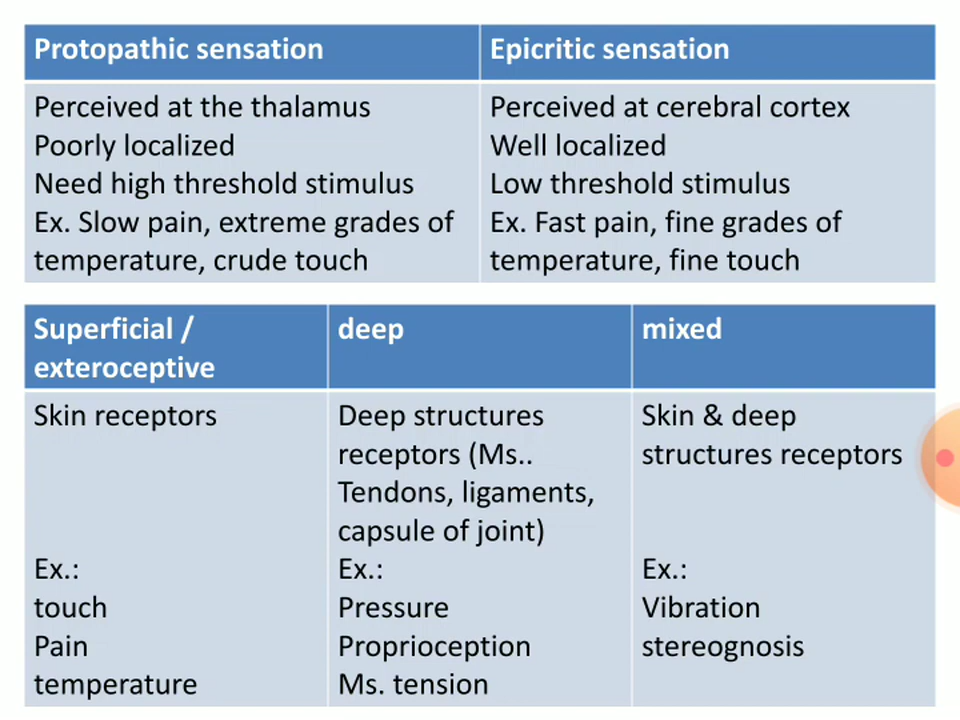 Protopathic sensation
Epicritic sensation
Perceived at the thalamus
Poorly localized
Need high threshold stimulus
Ex. Slow pain, extreme grades of
temperature, crude touch
Perceived at cerebral cortex
Well localized
Low threshold stimulus
Ex. Fast pain, fine grades of
temperature, fine touch
Superficial /
exteroceptive
deep
mixed
Skin receptors
Ex.:
touch
Pain
temperature
Deep structures
receptors (Ms..
Tendons, ligaments,
capsule of joint)
Ex.:
Pressure
Proprioception
Ms. tension
Skin & deep
structures receptors
Ex.:
Vibration
stereognosis